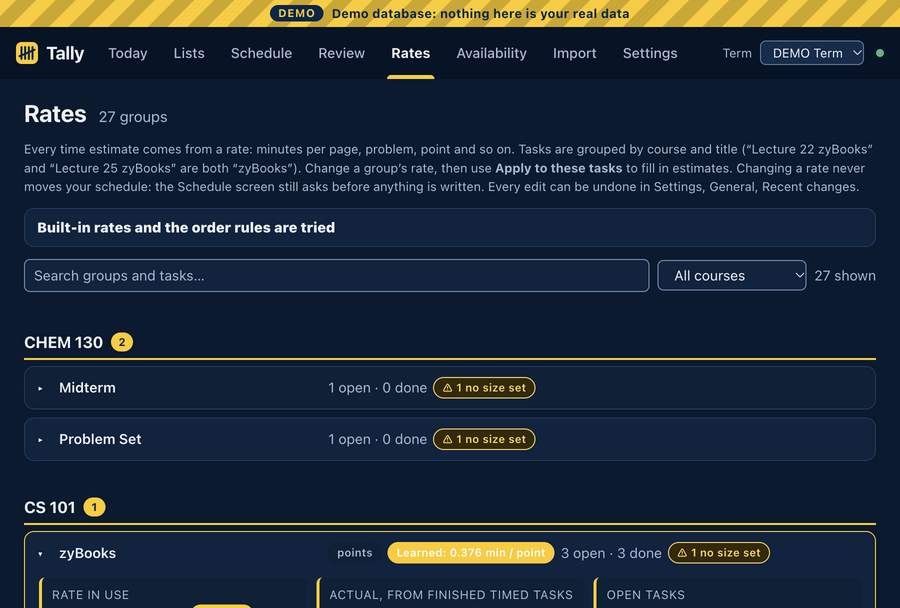 DEMO Demo database: nothing here is your real data
Tally Today Lists Schedule Review Rates Availability Import Settings Term DEMO Term
Rates 27 groups
Every time estimate comes from a rate: minutes per page, problem, point and so on. Tasks are grouped by course and title (“Lecture 22 zyBooks”
and “Lecture 25 zyBooks” are both “zyBooks”). Change a group’s rate, then use Apply to these tasks to fill in estimates. Changing a rate never
moves your schedule: the Schedule screen still asks before anything is written. Every edit can be undone in Settings, General, Recent changes.
Built-in rates and the order rules are tried
Search groups and tasks... All courses 27 shown
CHEM 130 2
Midterm 1 open · 0 done ⚠ 1 no size set
Problem Set 1 open · 0 done ⚠ 1 no size set
CS 101 1
zyBooks points Learned: 0.376 min / point 3 open · 3 done ⚠ 1 no size set
RATE IN USE ACTUAL, FROM FINISHED TIMED TASKS OPEN TASKS